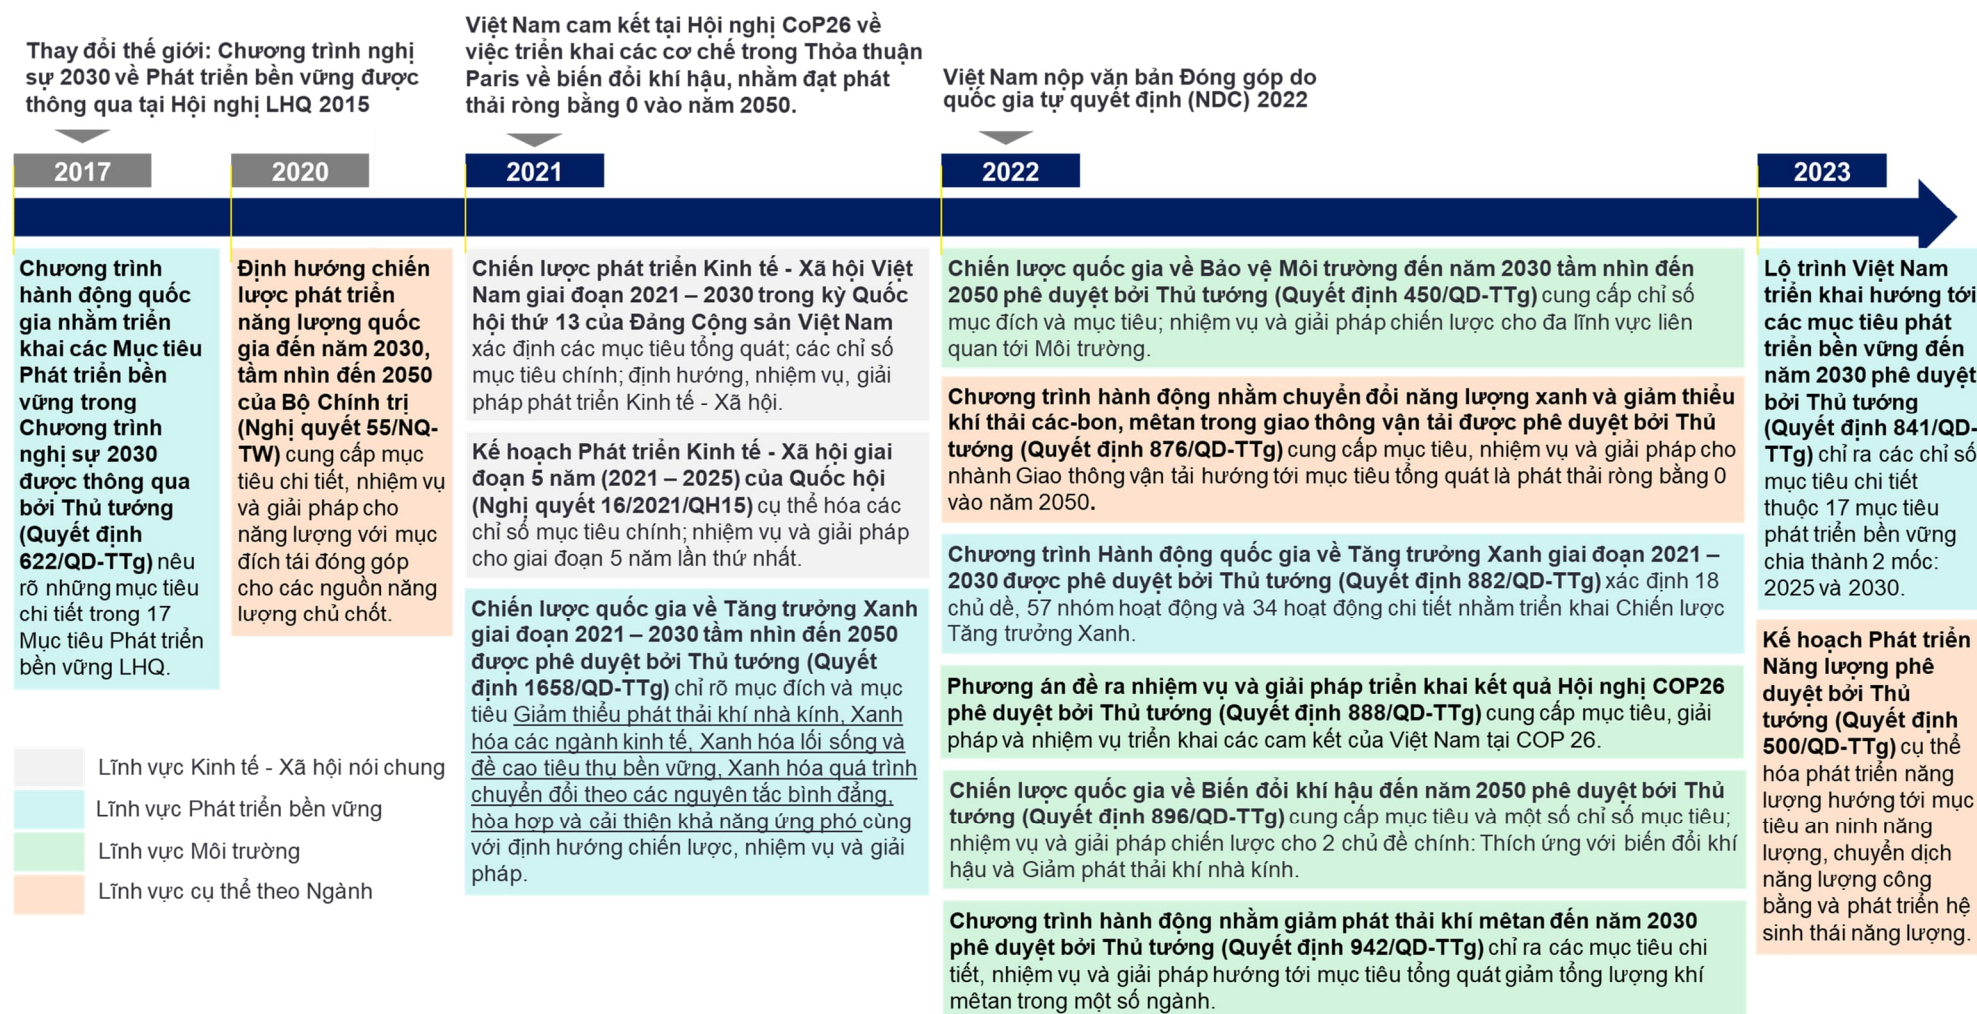 Thay đổi thế giới: Chương trình nghị
sự 2030 về Phát triển bền vững được
thông qua tại Hội nghị LHQ 2015
Việt Nam cam kết tại Hội nghị CoP26 về
việc triển khai các cơ chế trong Thỏa thuận
Paris về biến đổi khí hậu, nhằm đạt phát
thải ròng bằng 0 vào năm 2050.
Việt Nam nộp văn bản Đóng góp do
quốc gia tự quyết định (NDC) 2022
2017
2020
2021
2022
2023
Chương trình
hành động quốc
gia nhằm triển
khai các Mục tiêu
Phát triển bền
vững trong
Chương trình
nghị sự 2030
được thông qua
bởi Thủ tướng
(Quyết định
622/QD-TTg) nêu
rõ những mục tiêu
chi tiết trong 17
Mục tiêu Phát triển
bền vững LHQ.
Định hướng chiến
lược phát triển
năng lượng quốc
gia đến năm 2030,
tầm nhìn đến 2050
của Bộ Chính trị
(Nghị quyết 55/NQ-
TW) cung cấp mục
tiêu chi tiết, nhiệm vụ
và giải pháp cho
năng lượng với mục
đích tái đóng góp
cho các nguồn năng
lượng chủ chốt.
Chiến lược phát triển Kinh tế - Xã hội Việt
Nam giai đoạn 2021 – 2030 trong kỳ Quốc
hội thứ 13 của Đảng Cộng sản Việt Nam
xác định các mục tiêu tổng quát; các chỉ số
mục tiêu chính; định hướng, nhiệm vụ, giải
pháp phát triển Kinh tế - Xã hội.
Kế hoạch Phát triển Kinh tế - Xã hội giai
đoạn 5 năm (2021 – 2025) của Quốc hội
(Nghị quyết 16/2021/QH15) cụ thể hóa các
chỉ số mục tiêu chính; nhiệm vụ và giải pháp
cho giai đoạn 5 năm lần thứ nhất.
Chiến lược quốc gia về Tăng trưởng Xanh
giai đoạn 2021 – 2030 tầm nhìn đến 2050
được phê duyệt bởi Thủ tướng (Quyết
định 1658/QD-TTg) chỉ rõ mục đích và mục
tiêu Giảm thiểu phát thải khí nhà kính, Xanh
hóa các ngành kinh tế, Xanh hóa lối sống và
đề cao tiêu thụ bền vững, Xanh hóa quá trình
chuyển đổi theo các nguyên tắc bình đẳng,
hòa hợp và cải thiện khả năng ứng phó cùng
với định hướng chiến lược, nhiệm vụ và giải
pháp.
Chiến lược quốc gia về Bảo vệ Môi trường đến năm 2030 tầm nhìn đến
2050 phê duyệt bởi Thủ tướng (Quyết định 450/QD-TTg) cung cấp chỉ số
mục đích và mục tiêu; nhiệm vụ và giải pháp chiến lược cho đa lĩnh vực liên
quan tới Môi trường.
Chương trình hành động nhằm chuyển đổi năng lượng xanh và giảm thiểu
khí thải các-bon, mêtan trong giao thông vận tải được phê duyệt bởi Thủ
tướng (Quyết định 876/QD-TTg) cung cấp mục tiêu, nhiệm vụ và giải pháp cho
nhành Giao thông vận tải hướng tới mục tiêu tổng quát là phát thải ròng bằng 0
vào năm 2050.
Chương trình Hành động quốc gia về Tăng trưởng Xanh giai đoạn 2021 –
2030 được phê duyệt bởi Thủ tướng (Quyết định 882/QD-TTg) xác định 18
chủ dề, 57 nhóm hoạt động và 34 hoạt động chi tiết nhằm triển khai Chiến lược
Tăng trưởng Xanh.
Phương án đề ra nhiệm vụ và giải pháp triển khai kết quả Hội nghị COP26
phê duyệt bởi Thủ tướng (Quyết định 888/QD-TTg) cung cấp mục tiêu, giải
pháp và nhiệm vụ triển khai các cam kết của Việt Nam tại COP 26.
Chiến lược quốc gia về Biến đổi khí hậu đến năm 2050 phê duyệt bởi Thủ
tướng (Quyết định 896/QD-TTg) cung cấp mục tiêu và một số chỉ số mục tiêu;
nhiệm vụ và giải pháp chiến lược cho 2 chủ đề chính: Thích ứng với biến đổi khí
hậu và Giảm phát thải khí nhà kính.
Chương trình hành động nhằm giảm phát thải khí mêtan đến năm 2030
phê duyệt bởi Thủ tướng (Quyết định 942/QD-TTg) chỉ ra các mục tiêu chi
tiết, nhiệm vụ và giải pháp hướng tới mục tiêu tổng quát giảm tổng lượng khí
mêtan trong một số ngành.
Lộ trình Việt Nam
triển khai hướng tới
các mục tiêu phát
triển bền vững đến
năm 2030 phê duyệt
bởi Thủ tướng
(Quyết định 841/QD-
TTg) chỉ ra các chỉ số
mục tiêu chi tiết
thuộc 17 mục tiêu
phát triển bền vững
chia thành 2 mốc:
2025 và 2030.
Kế hoạch Phát triển
Năng lượng phê
duyệt bởi Thủ
tướng (Quyết định
500/QD-TTg) cụ thể
hóa phát triển năng
lượng hướng tới mục
tiêu an ninh năng
lượng, chuyển dịch
năng lượng công
bằng và phát triển hệ
sinh thái năng lượng.
Lĩnh vực Kinh tế - Xã hội nói chung
Lĩnh vực Phát triển bền vững
Lĩnh vực Môi trường
Lĩnh vực cụ thể theo Ngành